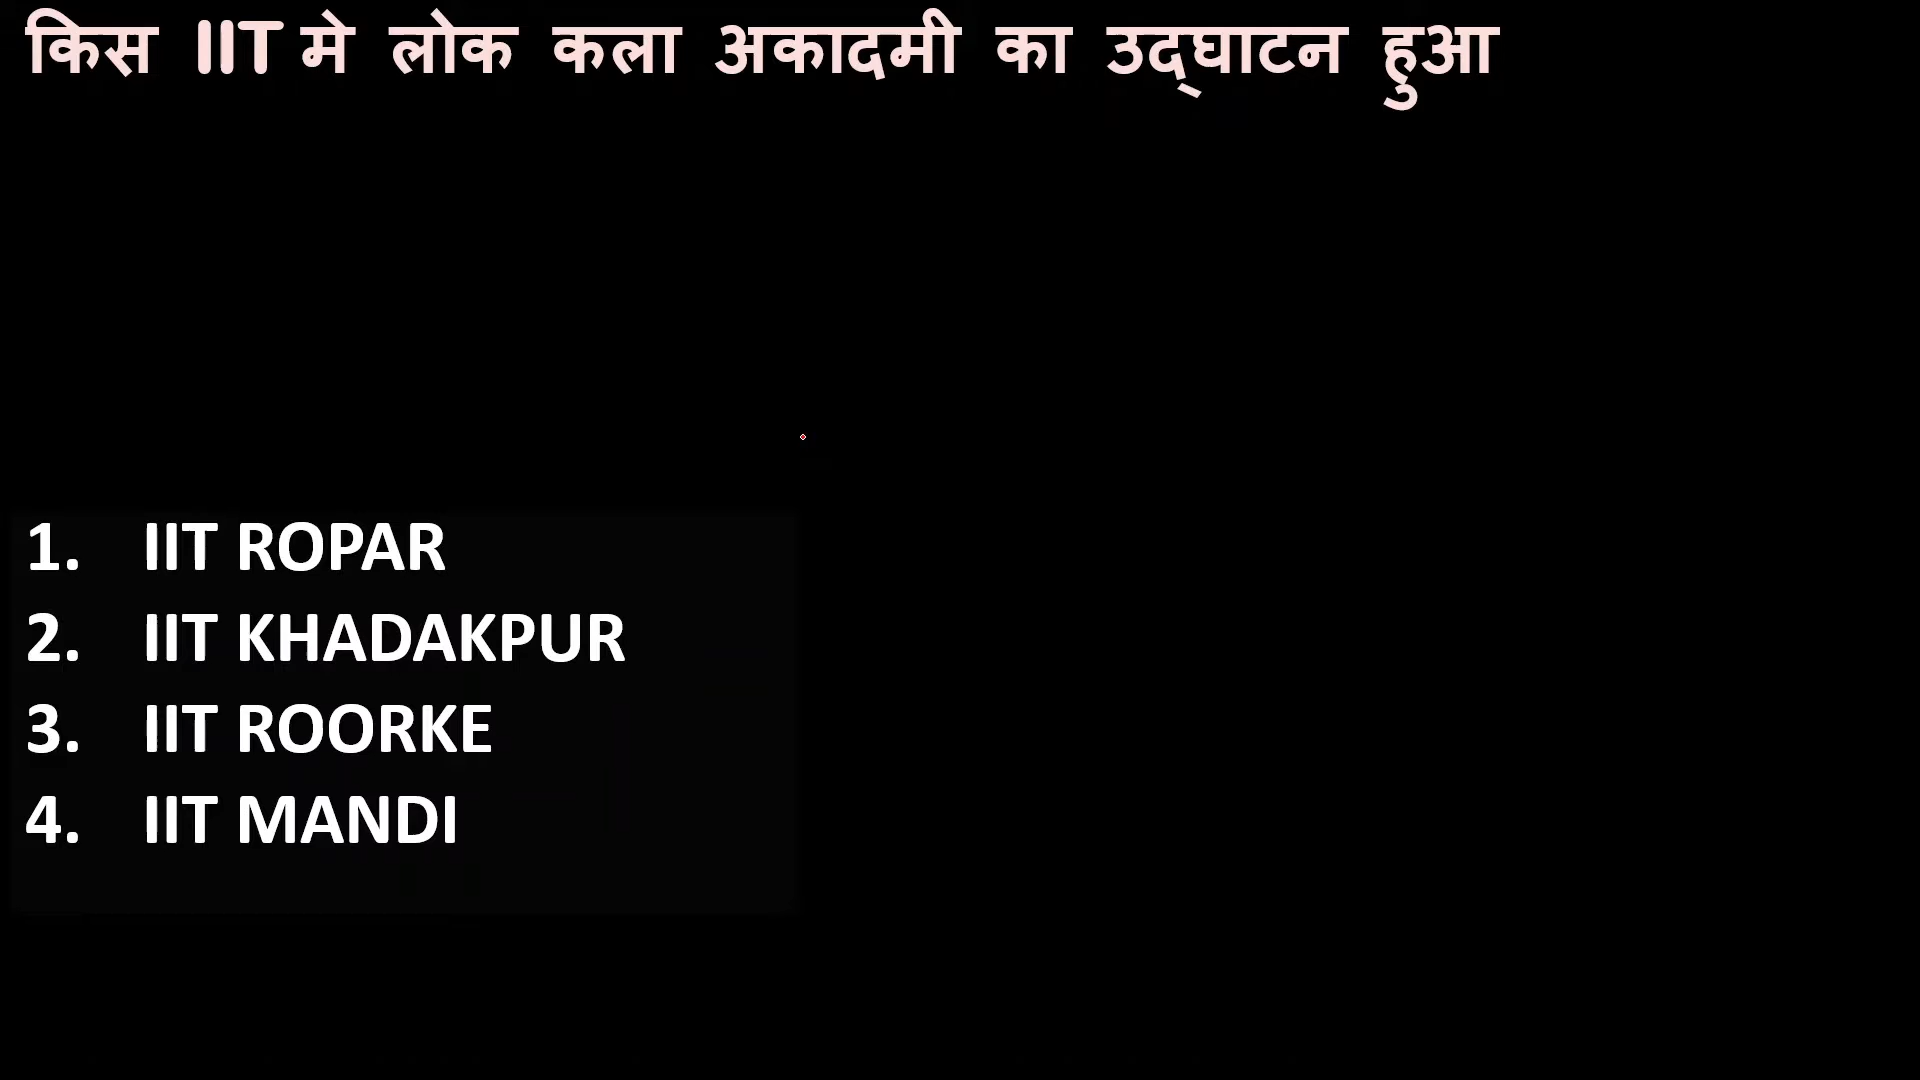 किस IIT मे लोक कला अकादमी का उद्घाटन हुआ
1. IIT ROPAR
2. IIT KHADAKPUR
3. IIT ROORKE
4. IIT MANDI